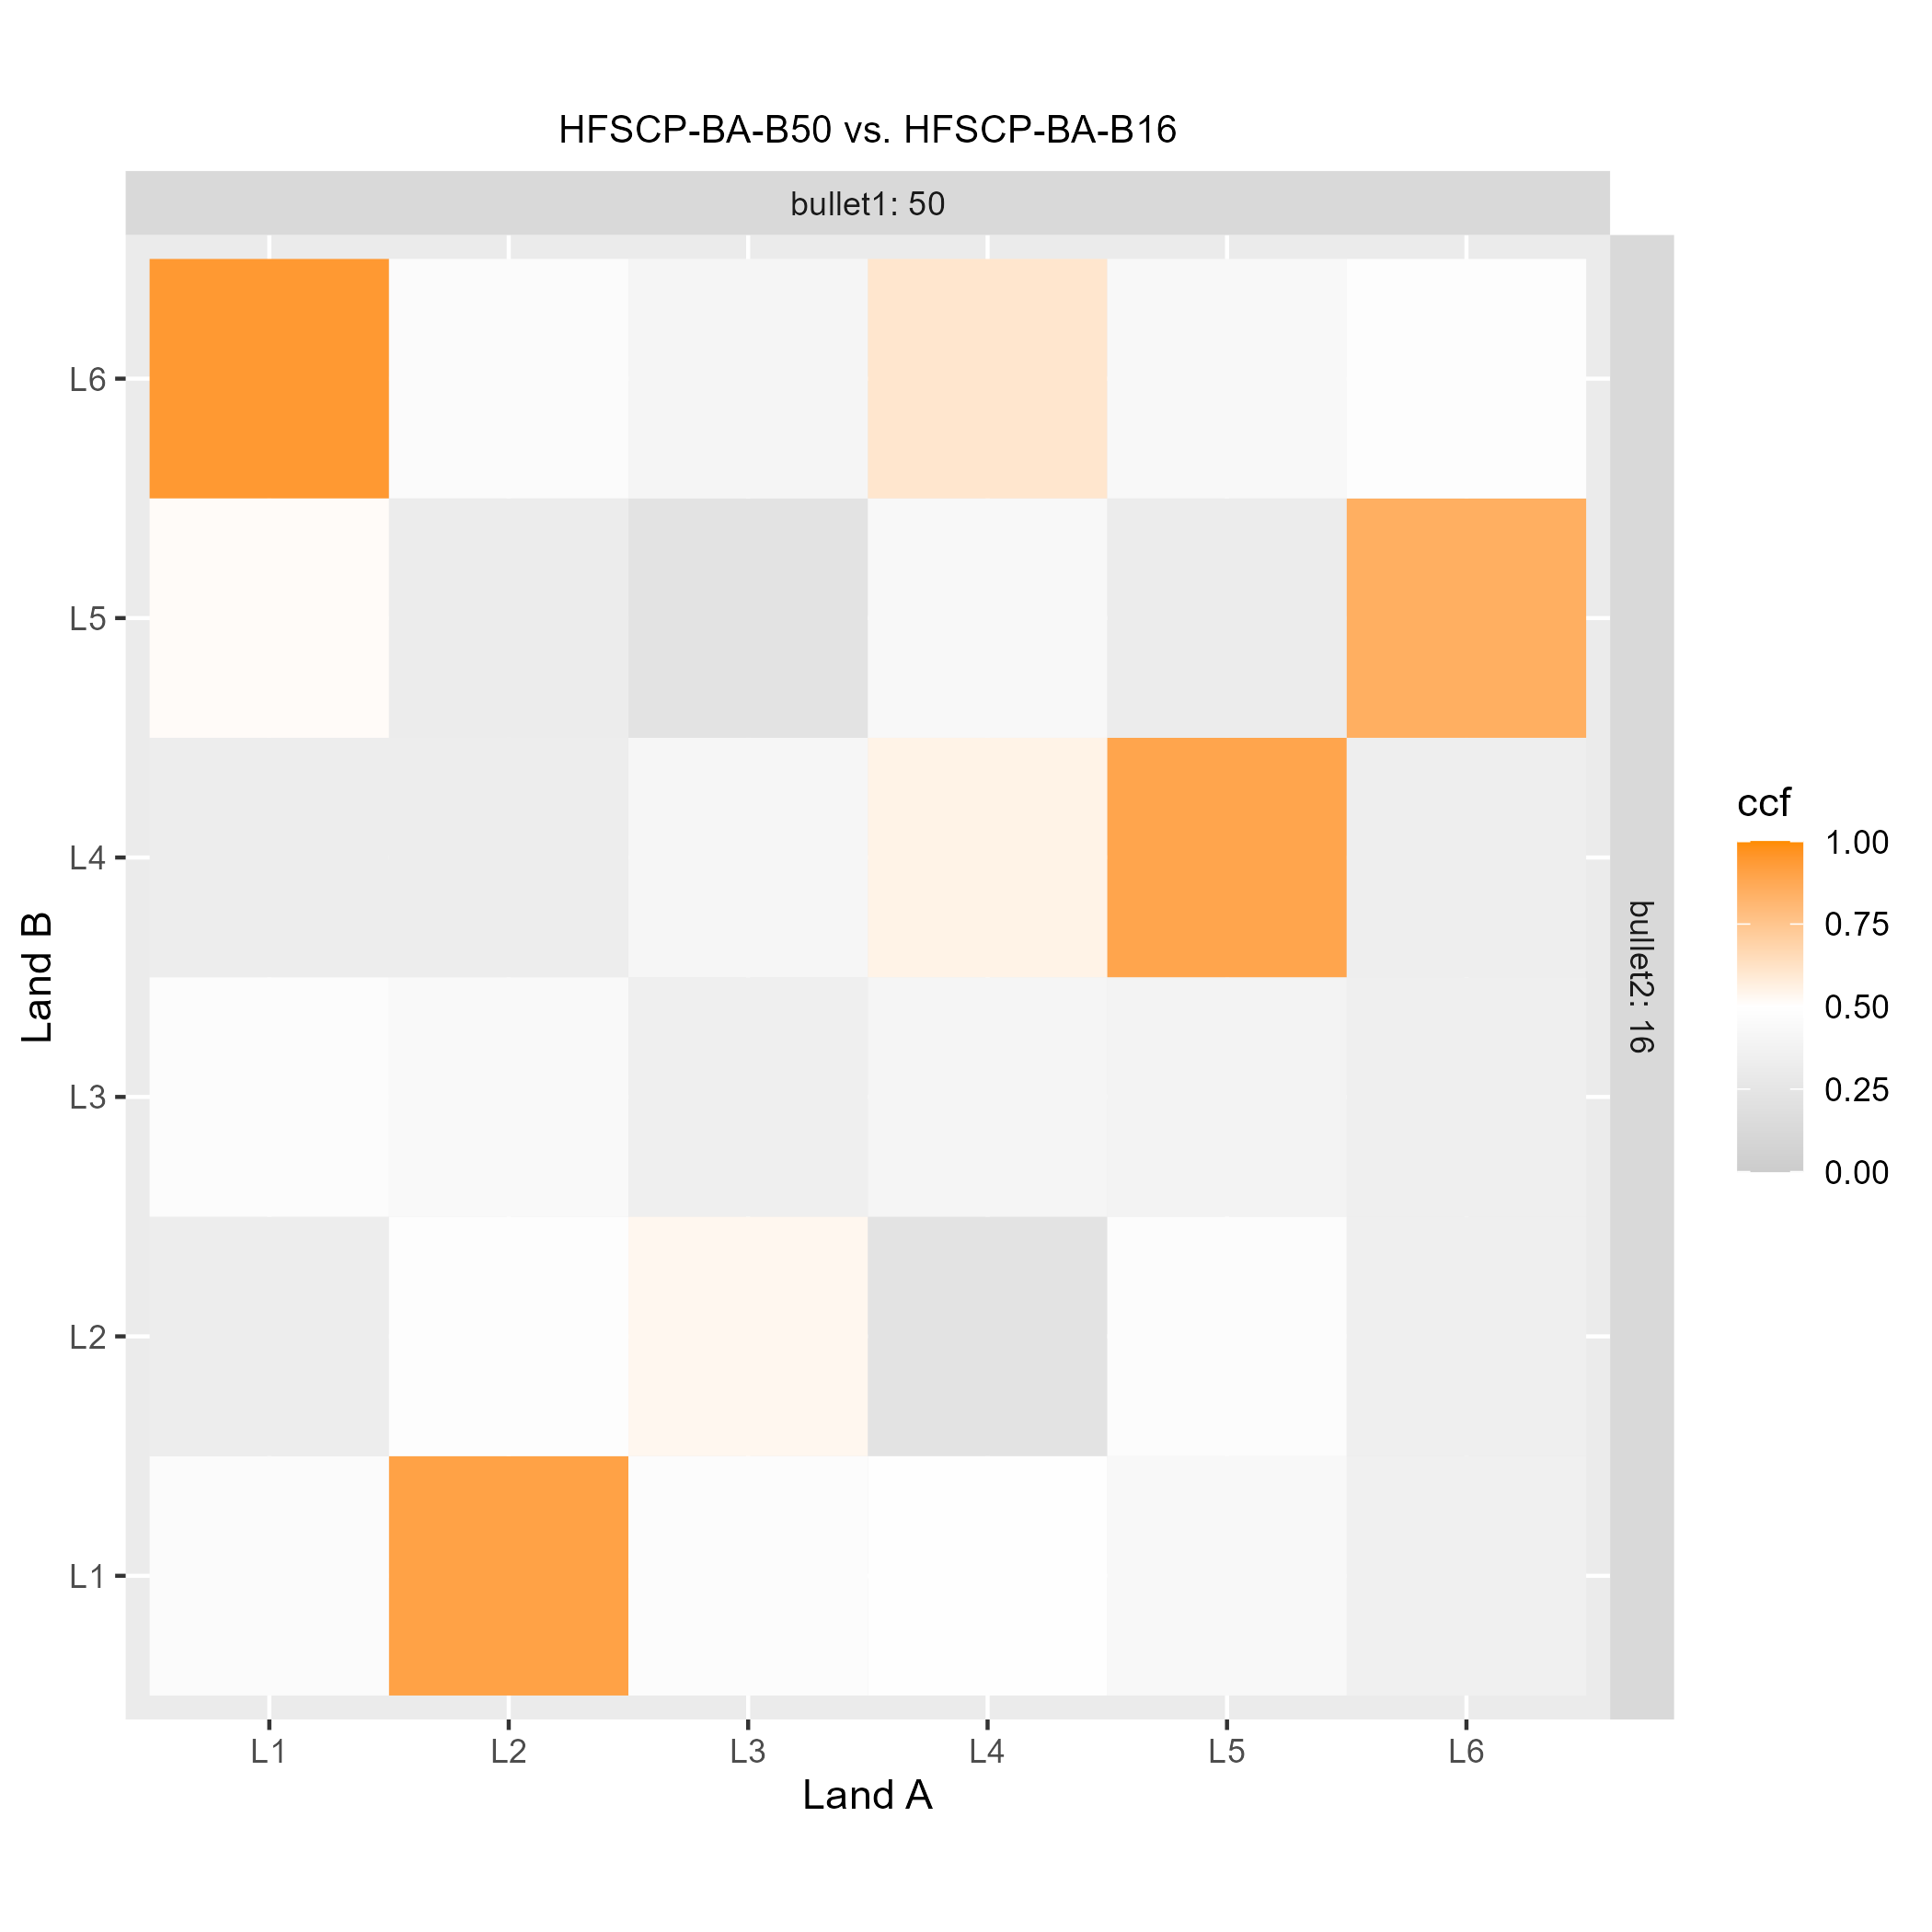 HFSCP-BA-B50 vs. HFSCP-BA-B16
bullet1: 50
L6
L5
L4
L3
L2
L1
Land B
bullet2: 16
L1 L2 L3 L4 L5 L6
Land A
ccf
1.00
0.75
0.50
0.25
0.00